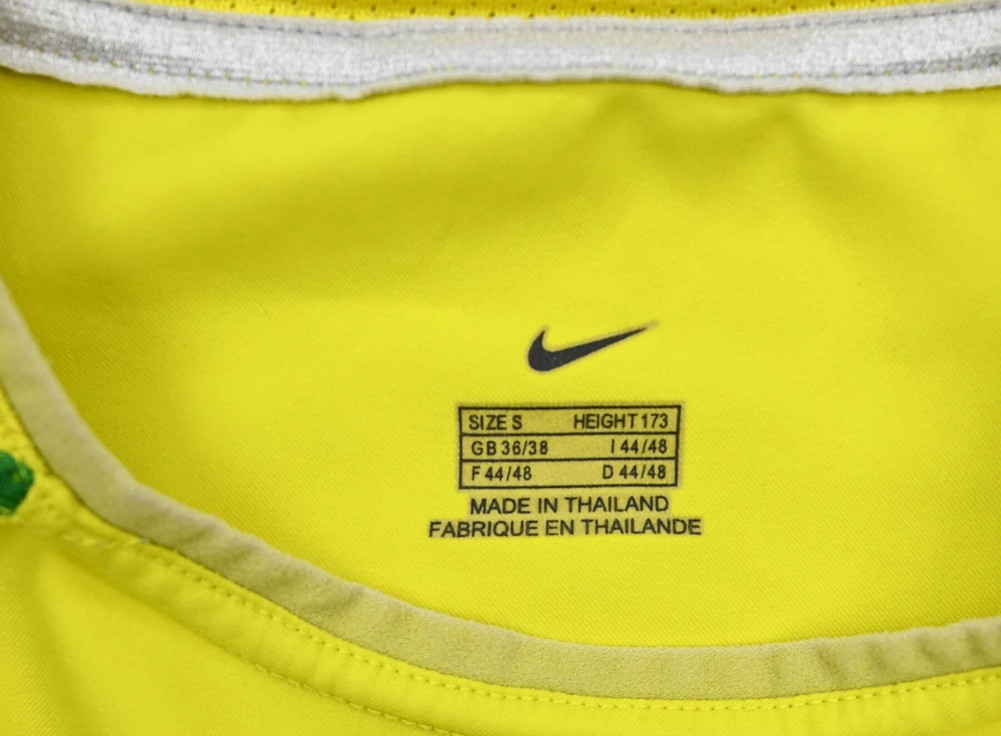 SIZE S HEIGHT 173
GB 36/38 I 44/48
F 44/48 D 44/48
MADE IN THAILAND
FABRIQUE EN THAILANDE